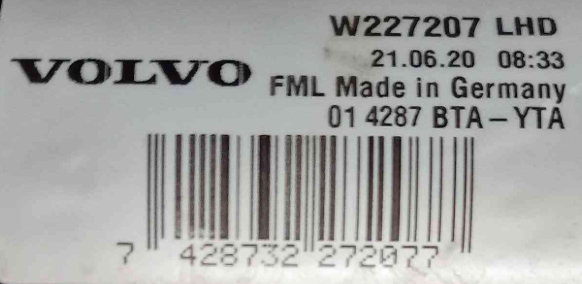 W227207 LHD
VOLVO
21.06.20 08:33
FML Made in Germany
01 4287 BTA – YTA
7 428732 272077